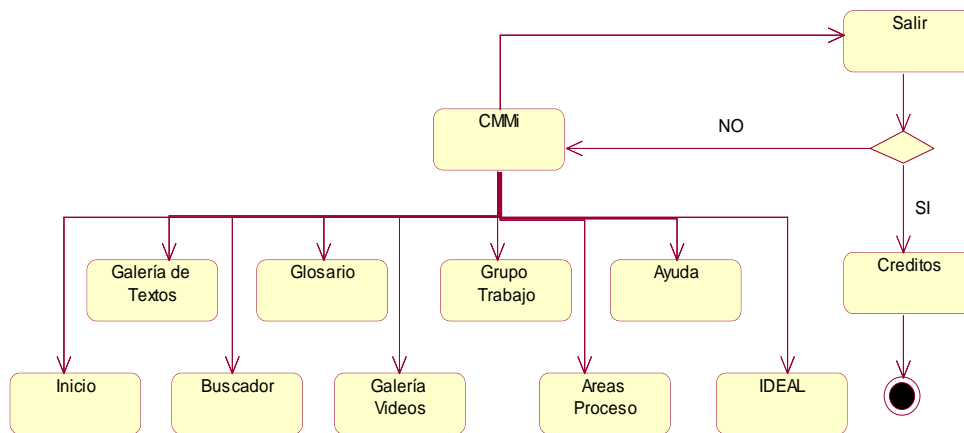 Salir
CMMi
NO
SI
Galería de
Textos
Glosario
Grupo
Trabajo
Ayuda
Creditos
Inicio
Buscador
Galería
Videos
Areas
Proceso
IDEAL